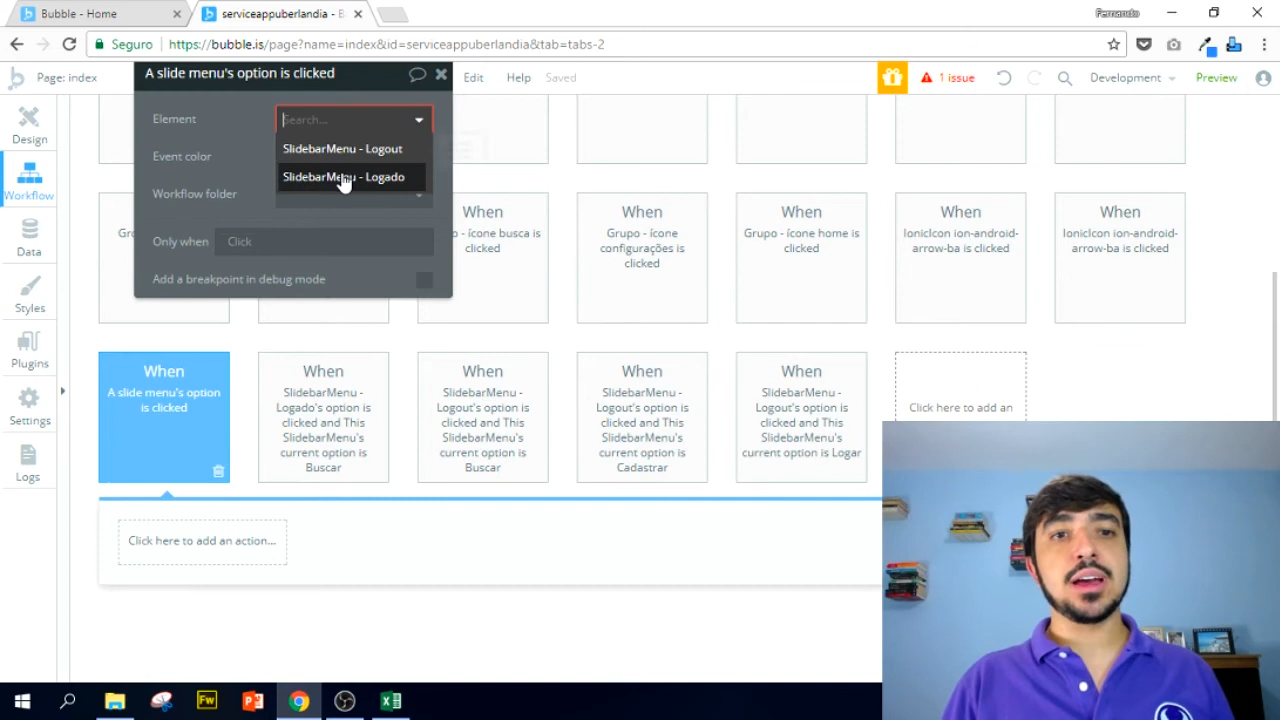 Bubble - Home
serviceappuberlandia - B
Fernando
Seguro
https://bubble.is/page?name=index&id=serviceappuberlandia&tab=tabs-2
Page: index
A slide menu's option is clicked
Edit
Help
Saved
1 issue
Development
Preview
Element
Search...
SlidebarMenu - Logout
SlidebarMenu - Logado
Event color
Workflow folder
Only when
Click
Add a breakpoint in debug mode
Design
Workflow
Data
Styles
Plugins
Settings
Logs
When
o - ícone busca is
clicked
When
Grupo - ícone
configurações is
clicked
When
Grupo - ícone home is
clicked
When
IonicIcon ion-android-
arrow-ba is clicked
When
IonicIcon ion-android-
arrow-ba is clicked
When
A slide menu's option
is clicked
When
SlidebarMenu -
Logado's option is
clicked and This
SlidebarMenu's
current option is
Buscar
When
SlidebarMenu -
Logout's option is
clicked and This
SlidebarMenu's
current option is
Buscar
When
SlidebarMenu -
Logout's option is
clicked and This
SlidebarMenu's
current option is
Cadastrar
When
SlidebarMenu -
Logout's option is
clicked and This
SlidebarMenu's
current option is Logar
Click here to add an
Click here to add an action...